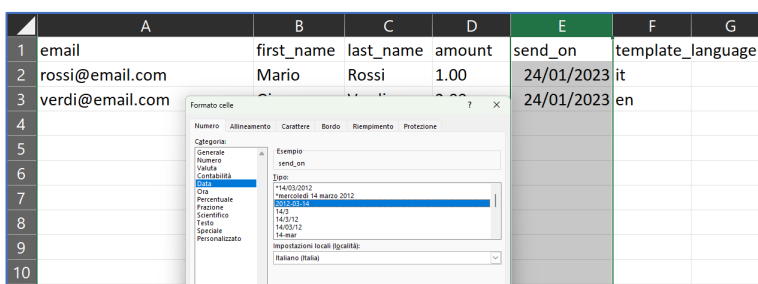 A B C D E F G
1 email first_name last_name amount send_on template_language
2 rossi@email.com Mario Rossi 1.00 24/01/2023 it
3 verdi@email.com 24/01/2023 en
4
5
6
7
8
9
10
Formato celle ? ×
Numero Allineamento Carattere Bordo Riempimento Protezione
Categoria:
Generale
Numero
Valuta
Contabilità
Data
Ora
Percentuale
Frazione
Scientifico
Testo
Speciale
Personalizzato
Esempio
send_on
Tipo:
*14/03/2012
*mercoledì 14 marzo 2012
2012-03-14
14/3
14/3/12
14/03/12
14-mar
Impostazioni locali (località):
Italiano (Italia)